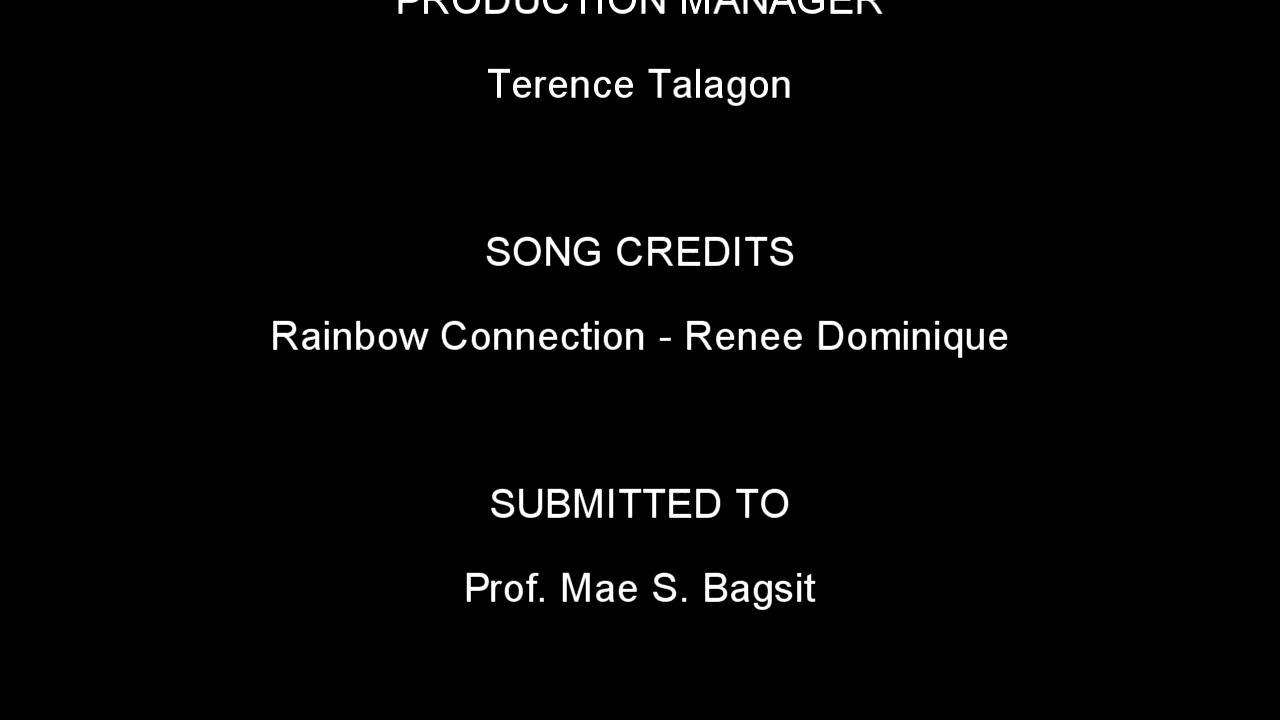 PRODUCTION MANAGER
Terence Talagon
SONG CREDITS
Rainbow Connection - Renee Dominique
SUBMITTED TO
Prof. Mae S. Bagsit